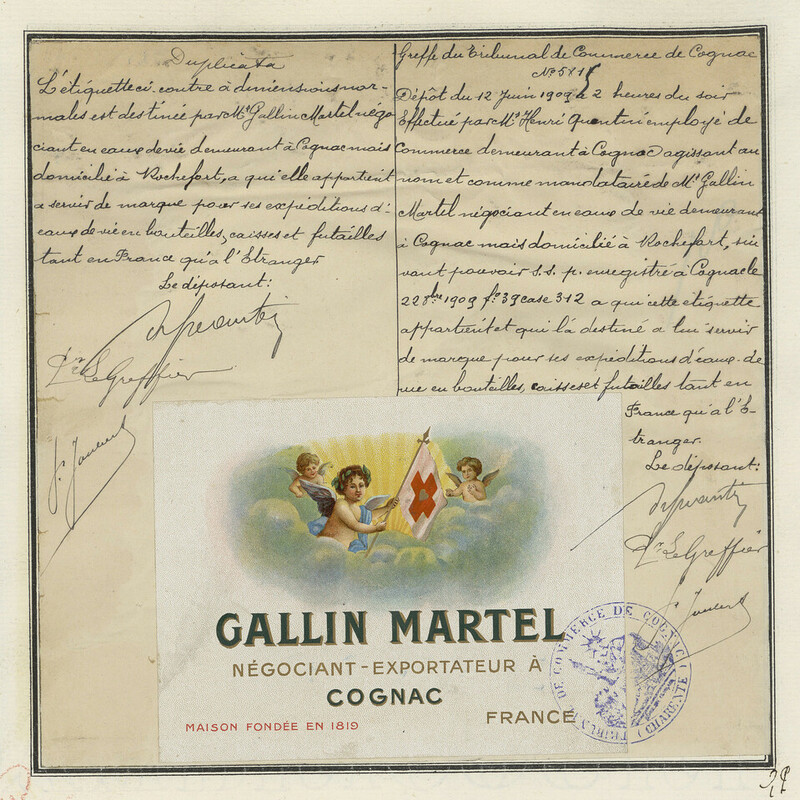 Duplicata
L'étiquette ci-contre à dimensions nor-
males est destinée par Mr Gallin Martel négo
ciant en eaux de vie demeurant à Cognac mais
domicilié à Rochefort, a qu'elle appartient
a servir de marque pour ses expéditions d'
eaux de vie en bouteilles, caisses et futailles
tant en France qu'à l'Etranger
Le déposant:
Le Greffier
Greffe du Tribunal de Commerce de Cognac
Dépôt du 12 Juin 1909 à 2 heures du soir
Effectué par Mr Henri Quentin employé de
Commerce demeurant à Cognac agissant au
nom et comme mandataire de Mr Gallin
Martel négociant en eaux de vie demeurant
à Cognac mais domicilié à Rochefort, sui
vant pouvoir s.s.p. enregistré à Cognac le
1909 fo 39 case 312 a qui cette étiquette
appartient et qui l'a destiné a lui servir
de marque pour ses expéditions d'eaux-de
vie en bouteilles, caisses et futailles tant en
France qu'à l'E-
tranger.
Le déposant:
Le Greffier
GALLIN MARTEL
NÉGOCIANT-EXPORTATEUR À
COGNAC
FRANCE
MAISON FONDÉE EN 1819
DE COMMERCE DE COGNAC (CHARENTE)